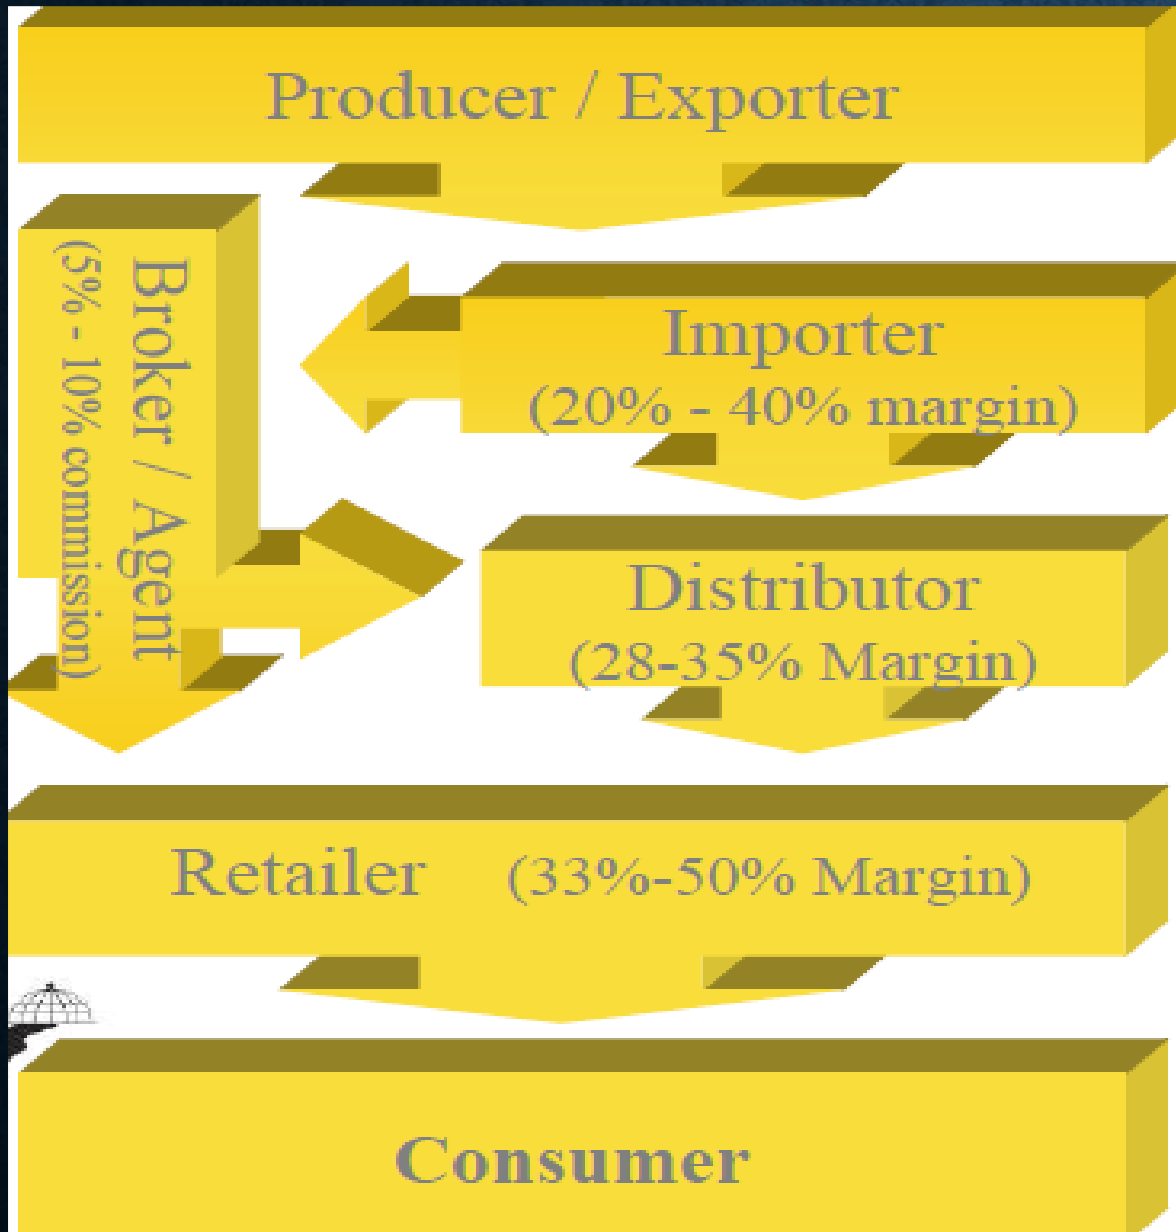 Producer / Exporter
Broker / Agent
(5% - 10% commission)
Importer
(20% - 40% margin)
Distributor
(28-35% Margin)
Retailer (33%-50% Margin)
Consumer